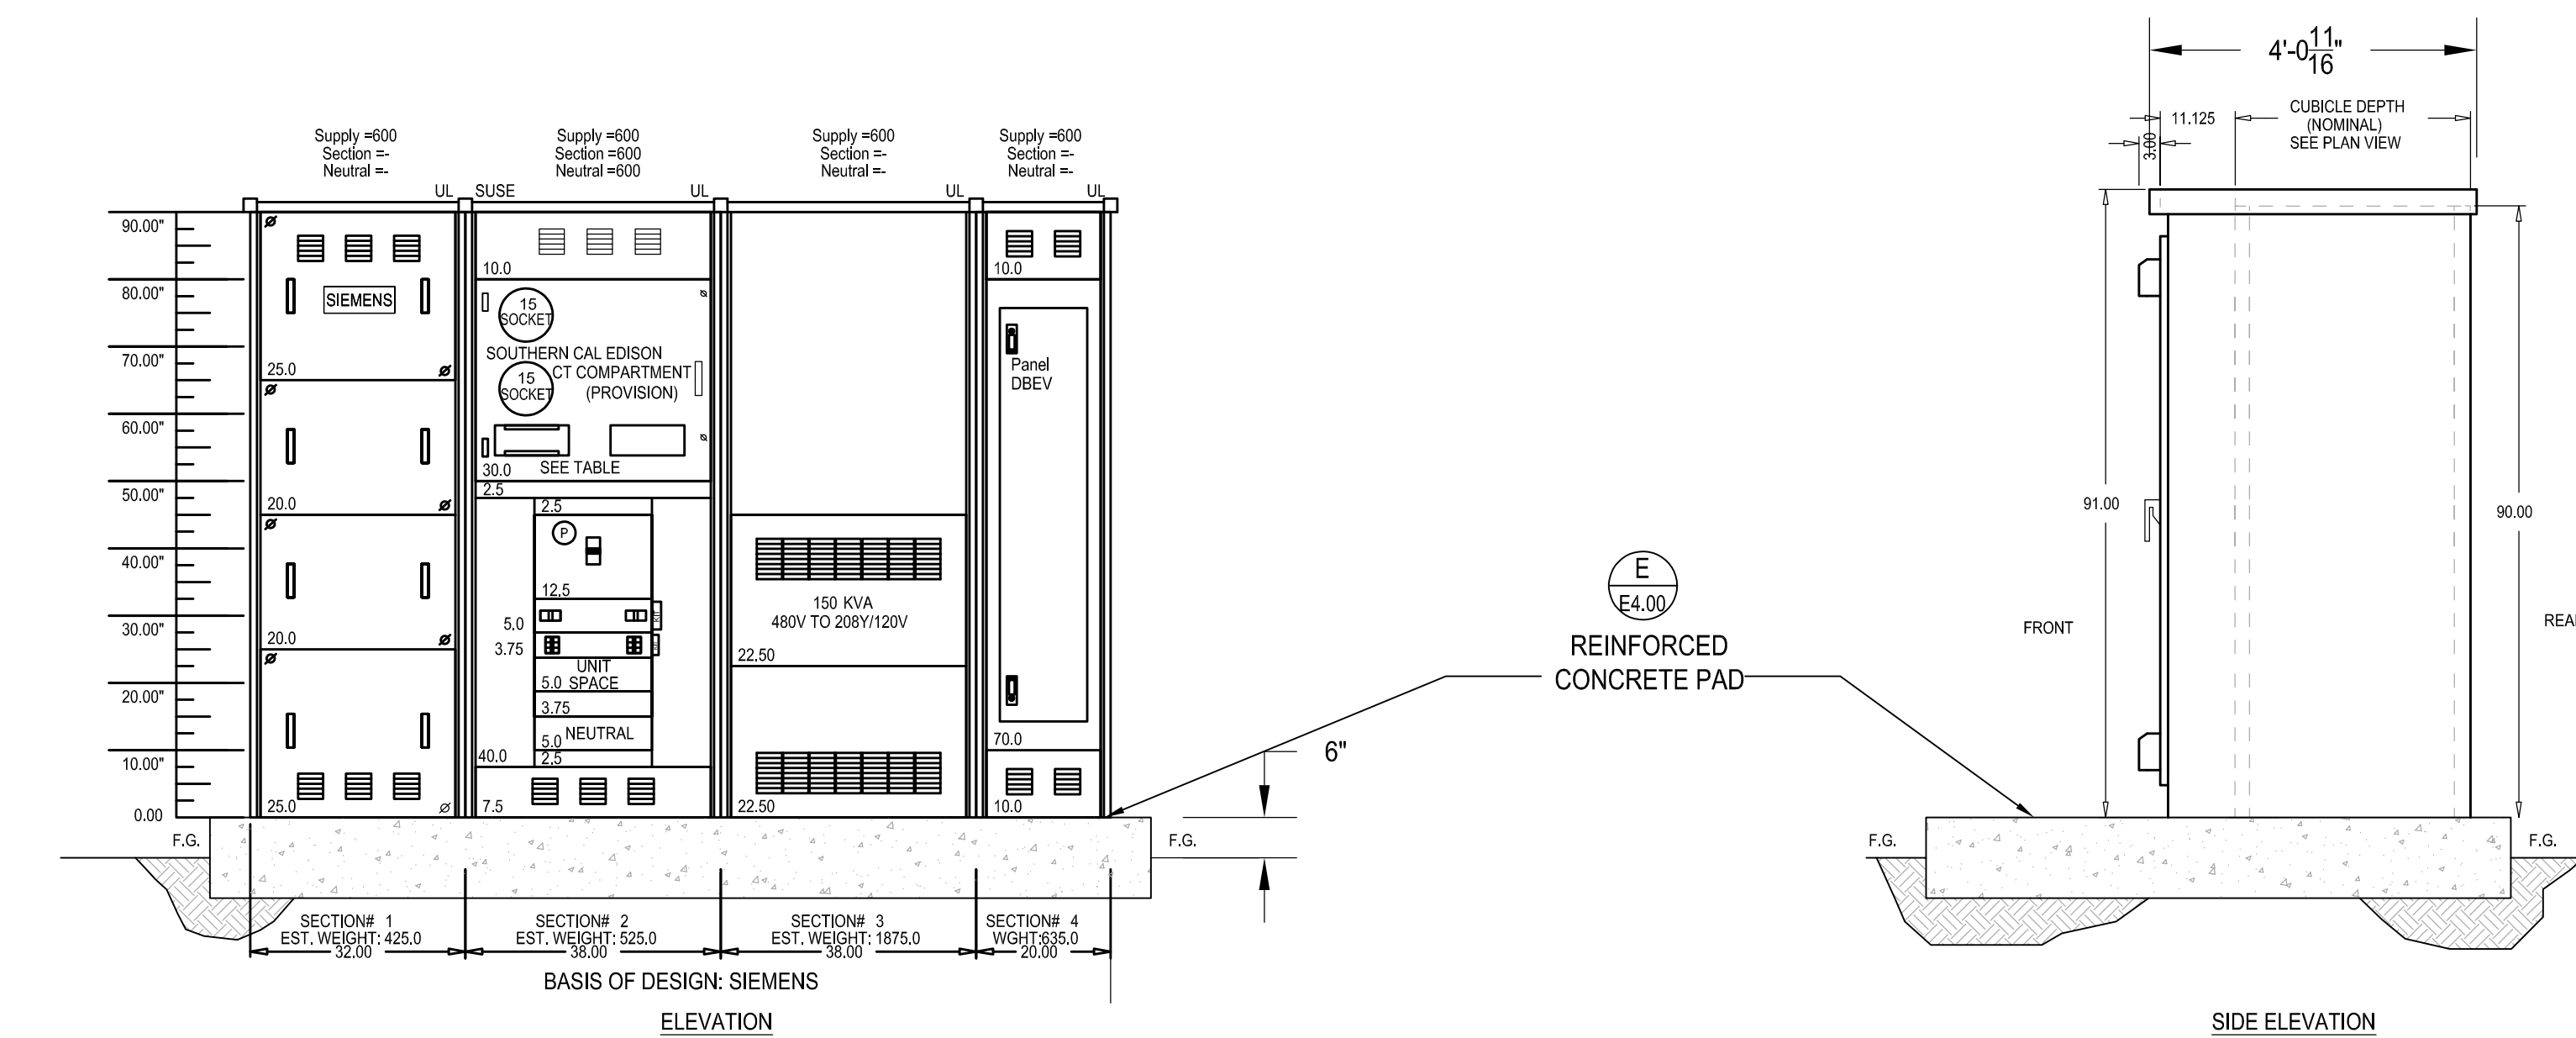 4'-0 11/16"
CUBICLE DEPTH
(NOMINAL)
SEE PLAN VIEW
11.125
3.00
Supply =600
Section =-
Neutral =-
Supply =600
Section =600
Neutral =600
Supply =600
Section =-
Neutral =-
Supply =600
Section =-
Neutral =-
UL
SUSE
UL
UL
UL
90.00"
80.00"
70.00"
60.00"
50.00"
40.00"
30.00"
20.00"
10.00"
0.00
SIEMENS
25.0
20.0
20.0
25.0
10.0
15
SOCKET
SOUTHERN CAL EDISON
CT COMPARTMENT
(PROVISION)
15
SOCKET
30.0
SEE TABLE
2.5
2.5
P
12.5
5.0
3.75
UNIT
5.0 SPACE
3.75
5.0 NEUTRAL
40.0
2.5
7.5
150 KVA
480V TO 208Y/120V
22.50
22.50
10.0
Panel
DBEV
70.0
10.0
F.G.
F.G.
6"
E
E4.00
REINFORCED
CONCRETE PAD
91.00
90.00
FRONT
F.G.
F.G.
SECTION# 1
EST. WEIGHT: 425.0
32.00
SECTION# 2
EST. WEIGHT: 525.0
38.00
SECTION# 3
EST. WEIGHT: 1875.0
38.00
SECTION# 4
WGHT:635.0
20.00
BASIS OF DESIGN: SIEMENS
ELEVATION
SIDE ELEVATION